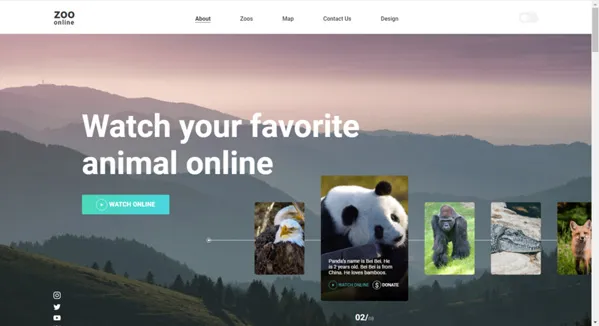 zoo
online
About
Zoos
Map
Contact Us
Design
Watch your favorite
animal online
WATCH ONLINE
Panda's name is Bei Bei. He
is 2 years old. Bei Bei is from
China. He loves bamboos.
WATCH ONLINE
DONATE
02/